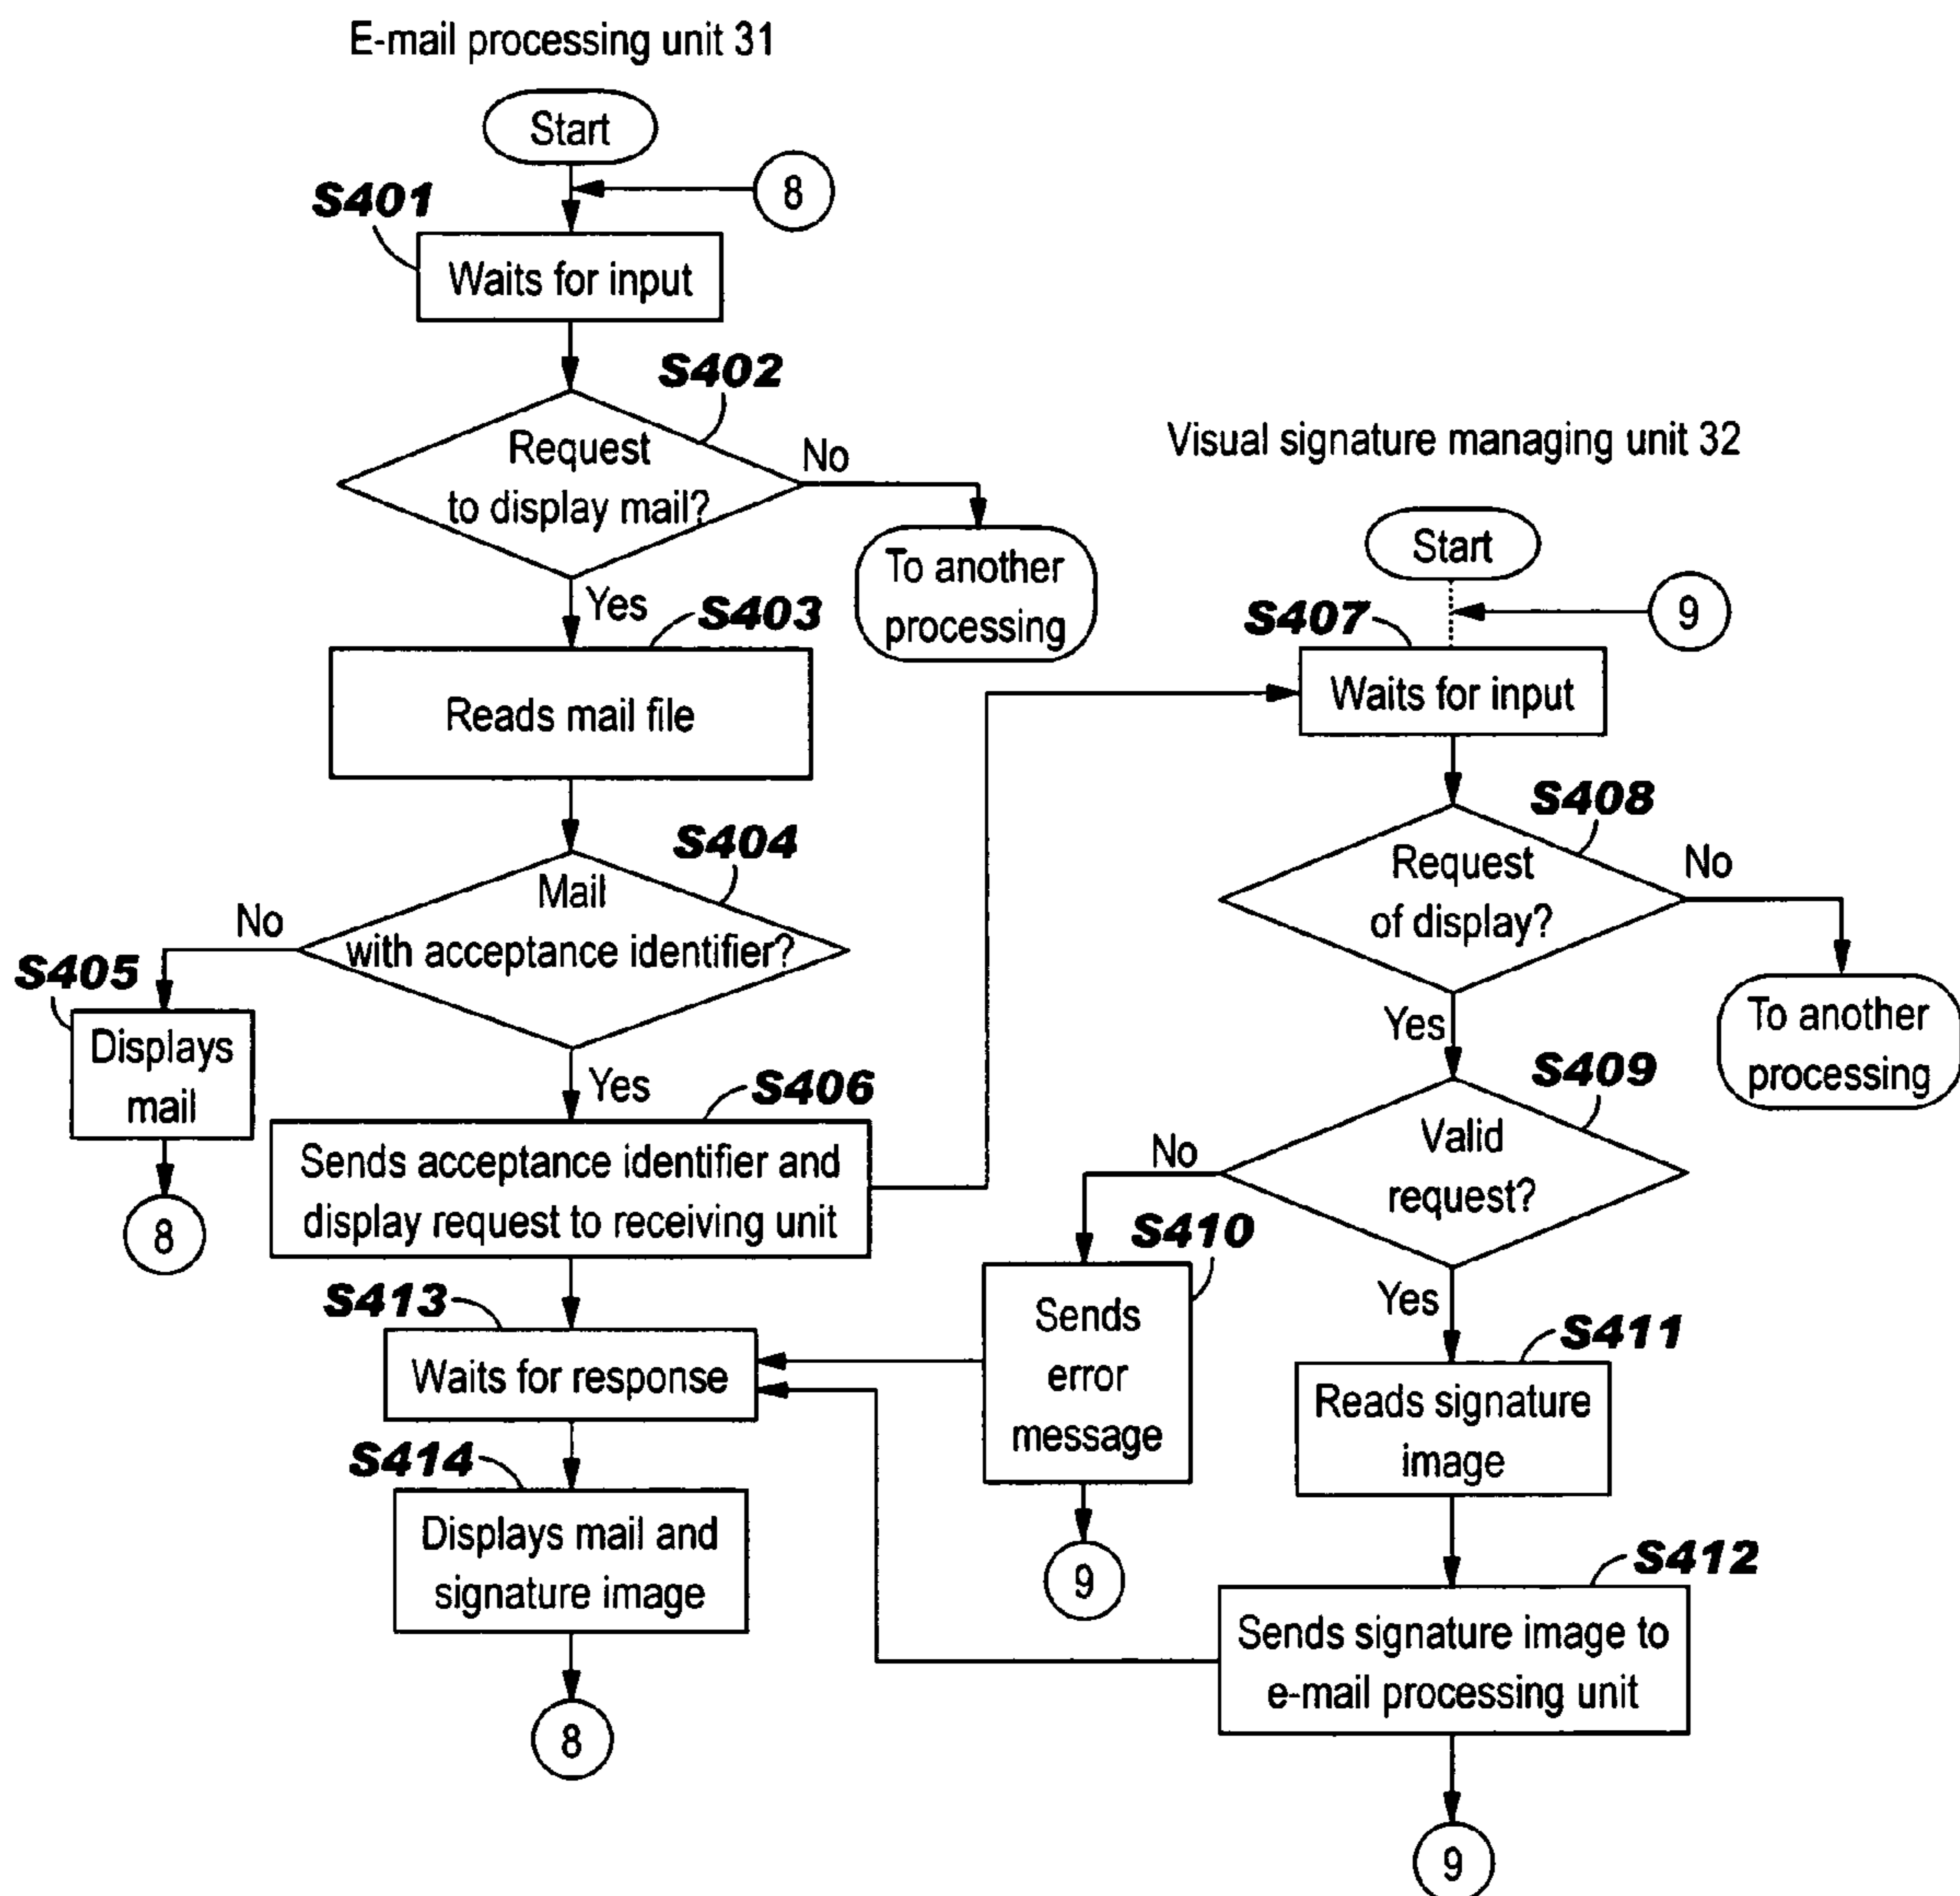 E-mail processing unit 31
Start
8
S401
Waits for input
S402
Request
to display mail?
No
To another
processing
Yes
S403
Reads mail file
S404
Mail
with acceptance identifier?
No
S405
Displays
mail
8
Yes
S406
Sends acceptance identifier and
display request to receiving unit
S413
Waits for response
S414
Displays mail and
signature image
8
Visual signature managing unit 32
Start
9
S407
Waits for input
S408
Request
of display?
No
To another
processing
Yes
S409
Valid
request?
No
S410
Sends
error
message
9
Yes
S411
Reads signature
image
S412
Sends signature image to
e-mail processing unit
9